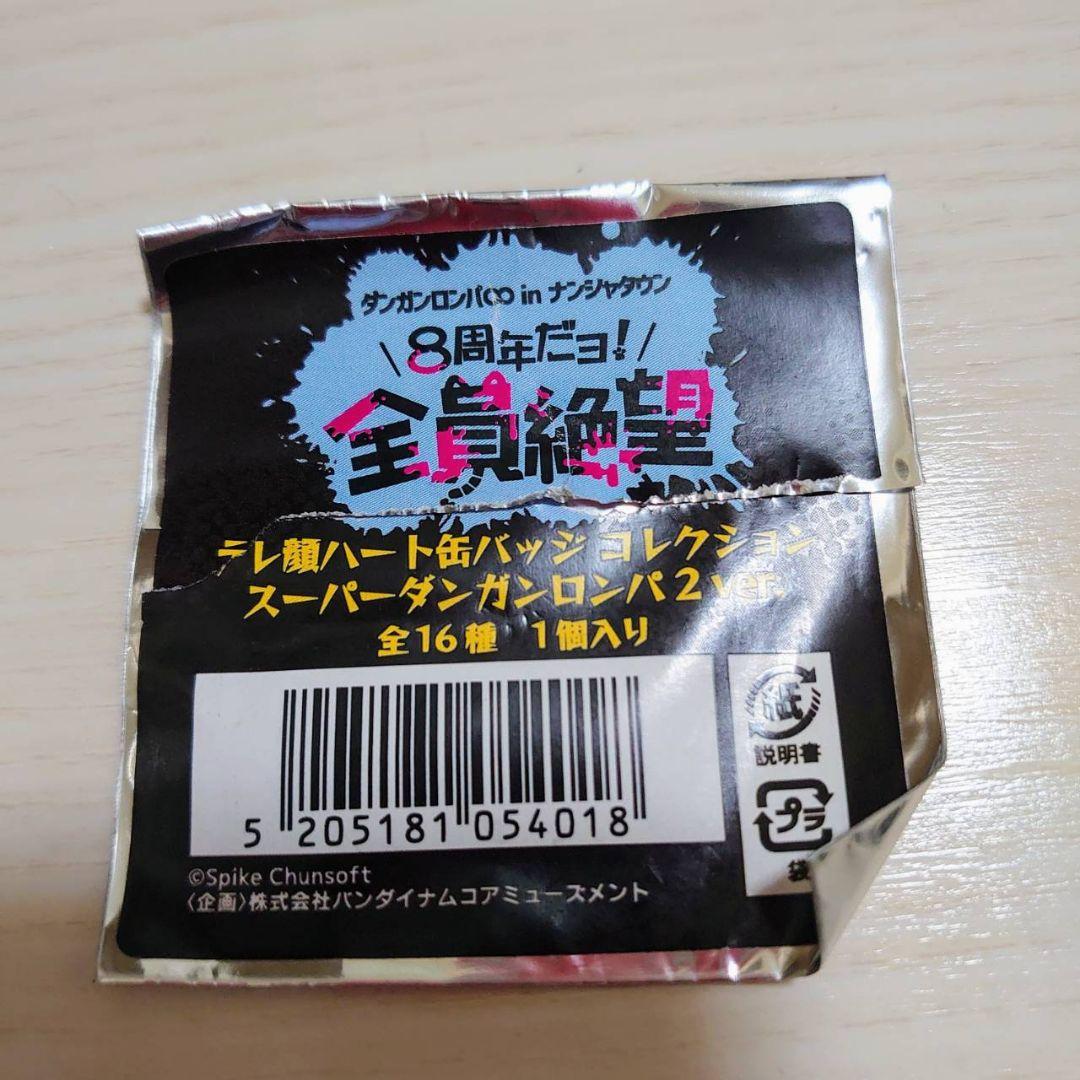 ダンガンロンパ∞ in ナンジャタウン
\8周年だヨ!/
全員絶望
テレ顔ハート缶バッジ コレクション
スーパーダンガンロンパ2 ver.
全16種 1個入り
5 205181 054018
紙
説明書
プラ
袋
©Spike Chunsoft
〈企画〉株式会社バンダイナムコアミューズメント